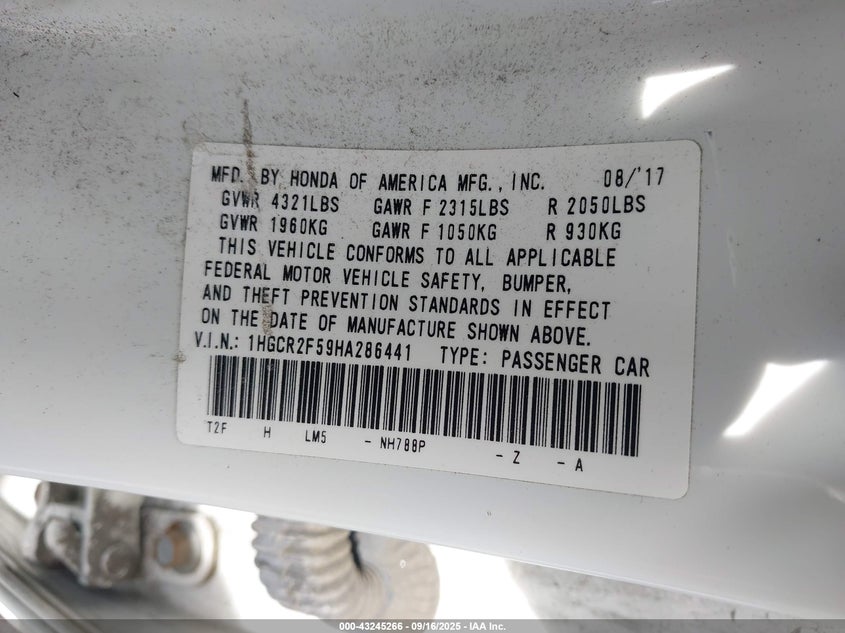 MFD. BY HONDA OF AMERICA MFG., INC. 08/'17
GVWR 4321LBS GAWR F 2315LBS R 2050LBS
GVWR 1960KG GAWR F 1050KG R 930KG
THIS VEHICLE CONFORMS TO ALL APPLICABLE
FEDERAL MOTOR VEHICLE SAFETY, BUMPER,
AND THEFT PREVENTION STANDARDS IN EFFECT
ON THE DATE OF MANUFACTURE SHOWN ABOVE.
V.I.N.: 1HGCR2F59HA286441 TYPE: PASSENGER CAR
T2F H LM5 - NH788P - Z - A
000-43245266 - 09/16/2025 - IAA Inc.